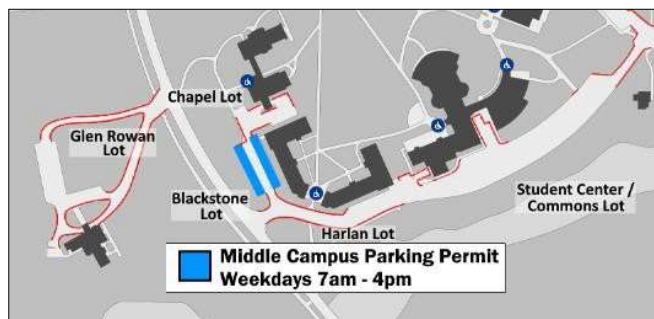 Chapel Lot
Glen Rowan
Lot
Blackstone
Lot
Student Center /
Commons Lot
Harlan Lot
Middle Campus Parking Permit
Weekdays 7am - 4pm